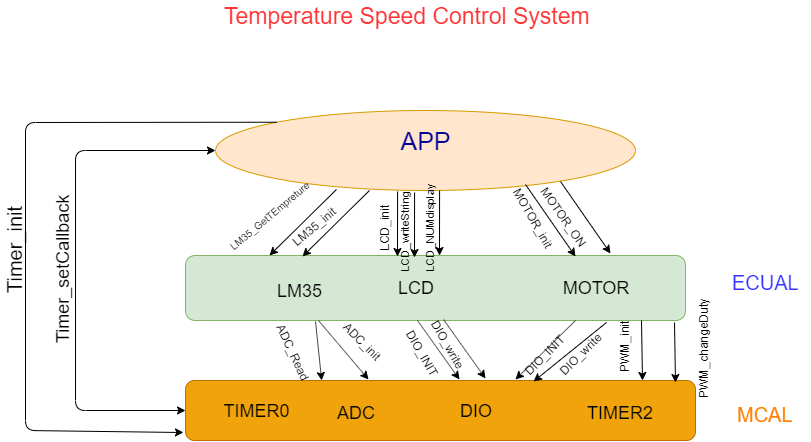 Temperature Speed Control System
APP
Timer_init
Timer_setCallback
LM35_GetTEmpreture
LM35_init
LCD_init
LCD_writeString
LCD_NUMdisplay
MOTOR_init
MOTOR_ON
LM35
LCD
MOTOR
ECUAL
ADC_Read
ADC_init
DIO_INIT
DIO_write
DIO_INIT
DIO_write
PWM_init
PWM_changeDuty
TIMER0
ADC
DIO
TIMER2
MCAL